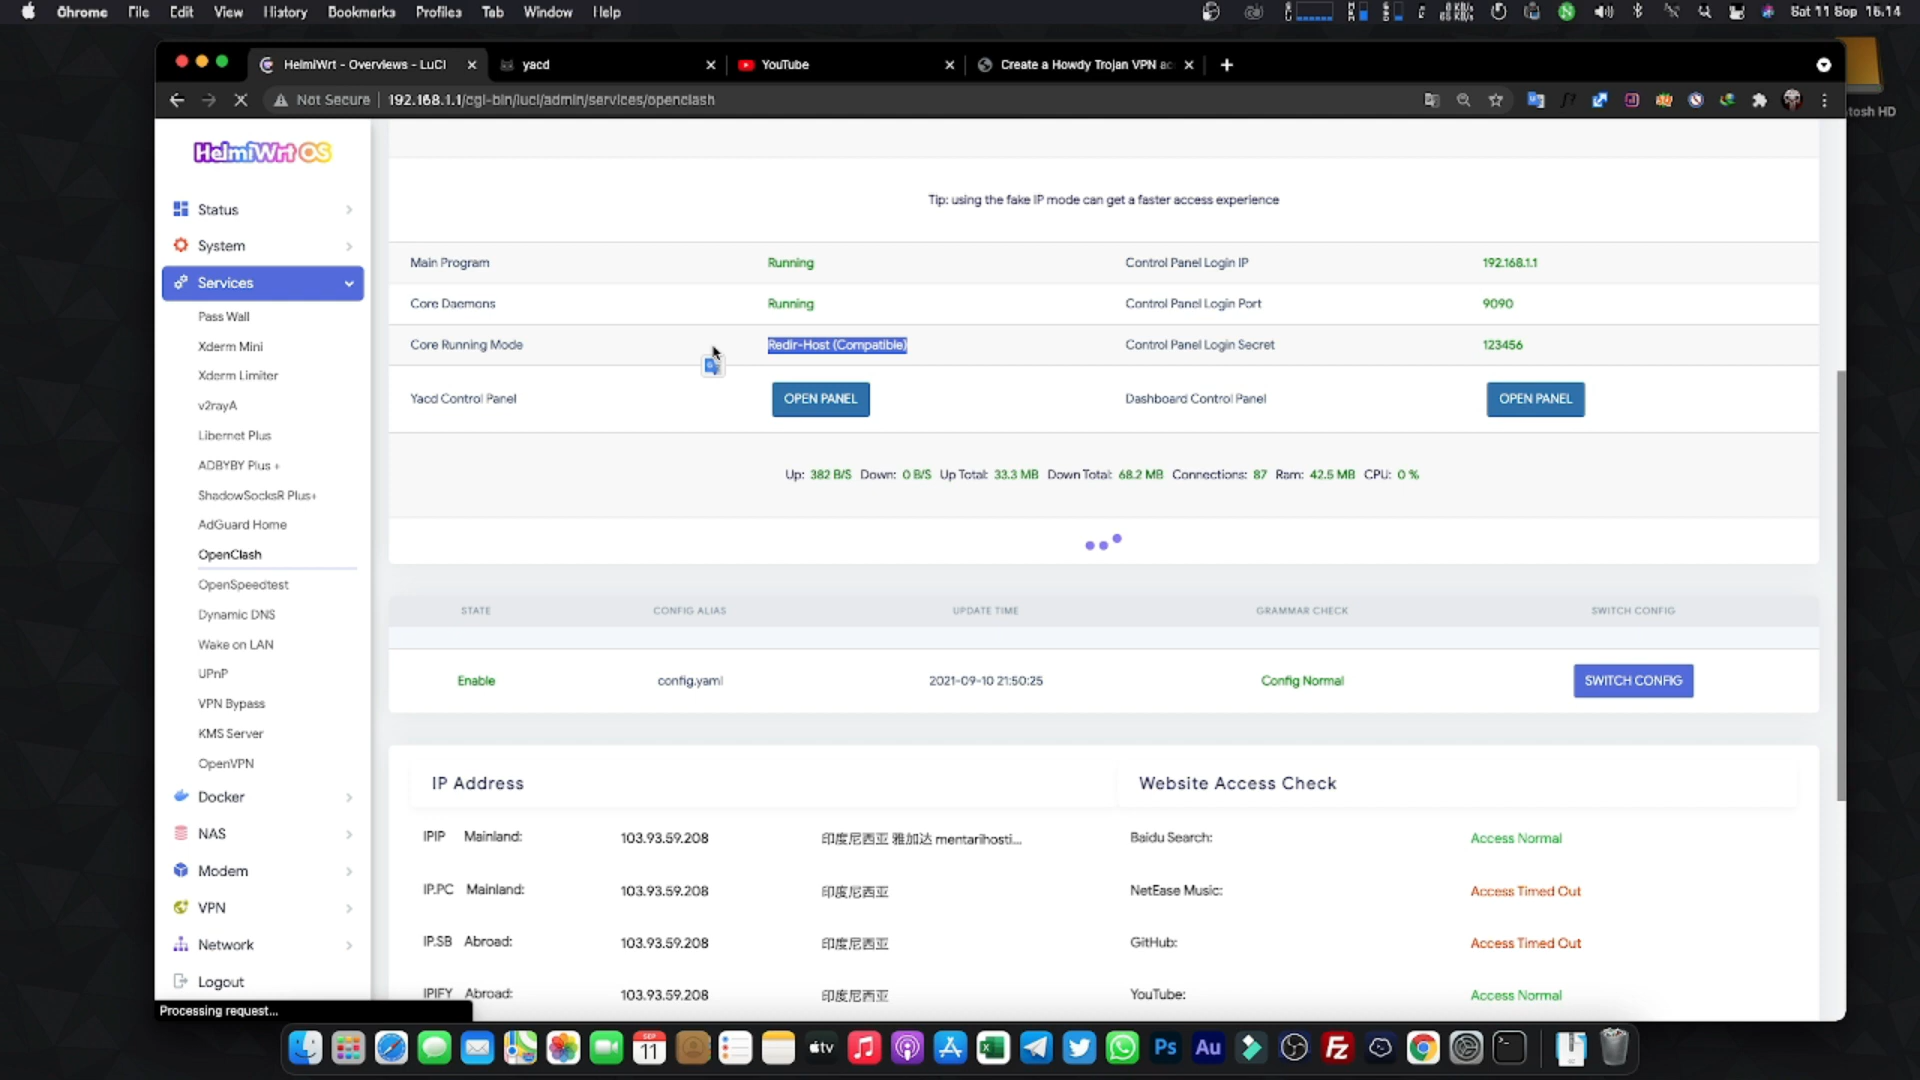 Chrome File Edit View History Bookmarks Profiles Tab Window Help
Sat 11 Sep 15.14
HelmiWrt - Overviews - LuCI
yacd
YouTube
Create a Howdy Trojan VPN ac
Not Secure 192.168.1.1/cgi-bin/luci/admin/services/openclash
tosh HD
HelmiWrt OS
Status
System
Services
Pass Wall
Xderm Mini
Xderm Limiter
v2rayA
Libernet Plus
ADBYBY Plus +
ShadowSocksR Plus+
AdGuard Home
OpenClash
OpenSpeedtest
Dynamic DNS
Wake on LAN
UPnP
VPN Bypass
KMS Server
OpenVPN
Docker
NAS
Modem
VPN
Network
Logout
Processing request...
Tip: using the fake IP mode can get a faster access experience
Main Program Running Control Panel Login IP 192.168.1.1
Core Daemons Running Control Panel Login Port 9090
Core Running Mode Redir-Host (Compatible) Control Panel Login Secret 123456
Yacd Control Panel OPEN PANEL Dashboard Control Panel OPEN PANEL
Up: 382 B/S Down: 0 B/S Up Total: 33.3 MB Down Total: 68.2 MB Connections: 87 Ram: 42.5 MB CPU: 0 %
STATE CONFIG ALIAS UPDATE TIME GRAMMAR CHECK SWITCH CONFIG
Enable config.yaml 2021-09-10 21:50:25 Config Normal SWITCH CONFIG
IP Address Website Access Check
IPIP Mainland: 103.93.59.208 印度尼西亚 雅加达 mentarihosti... Baidu Search: Access Normal
IP.PC Mainland: 103.93.59.208 印度尼西亚 NetEase Music: Access Timed Out
IP.SB Abroad: 103.93.59.208 印度尼西亚 GitHub: Access Timed Out
IPIFY Abroad: 103.93.59.208 印度尼西亚 YouTube: Access Normal
SEP
11
tv
Ps
Au
Fz